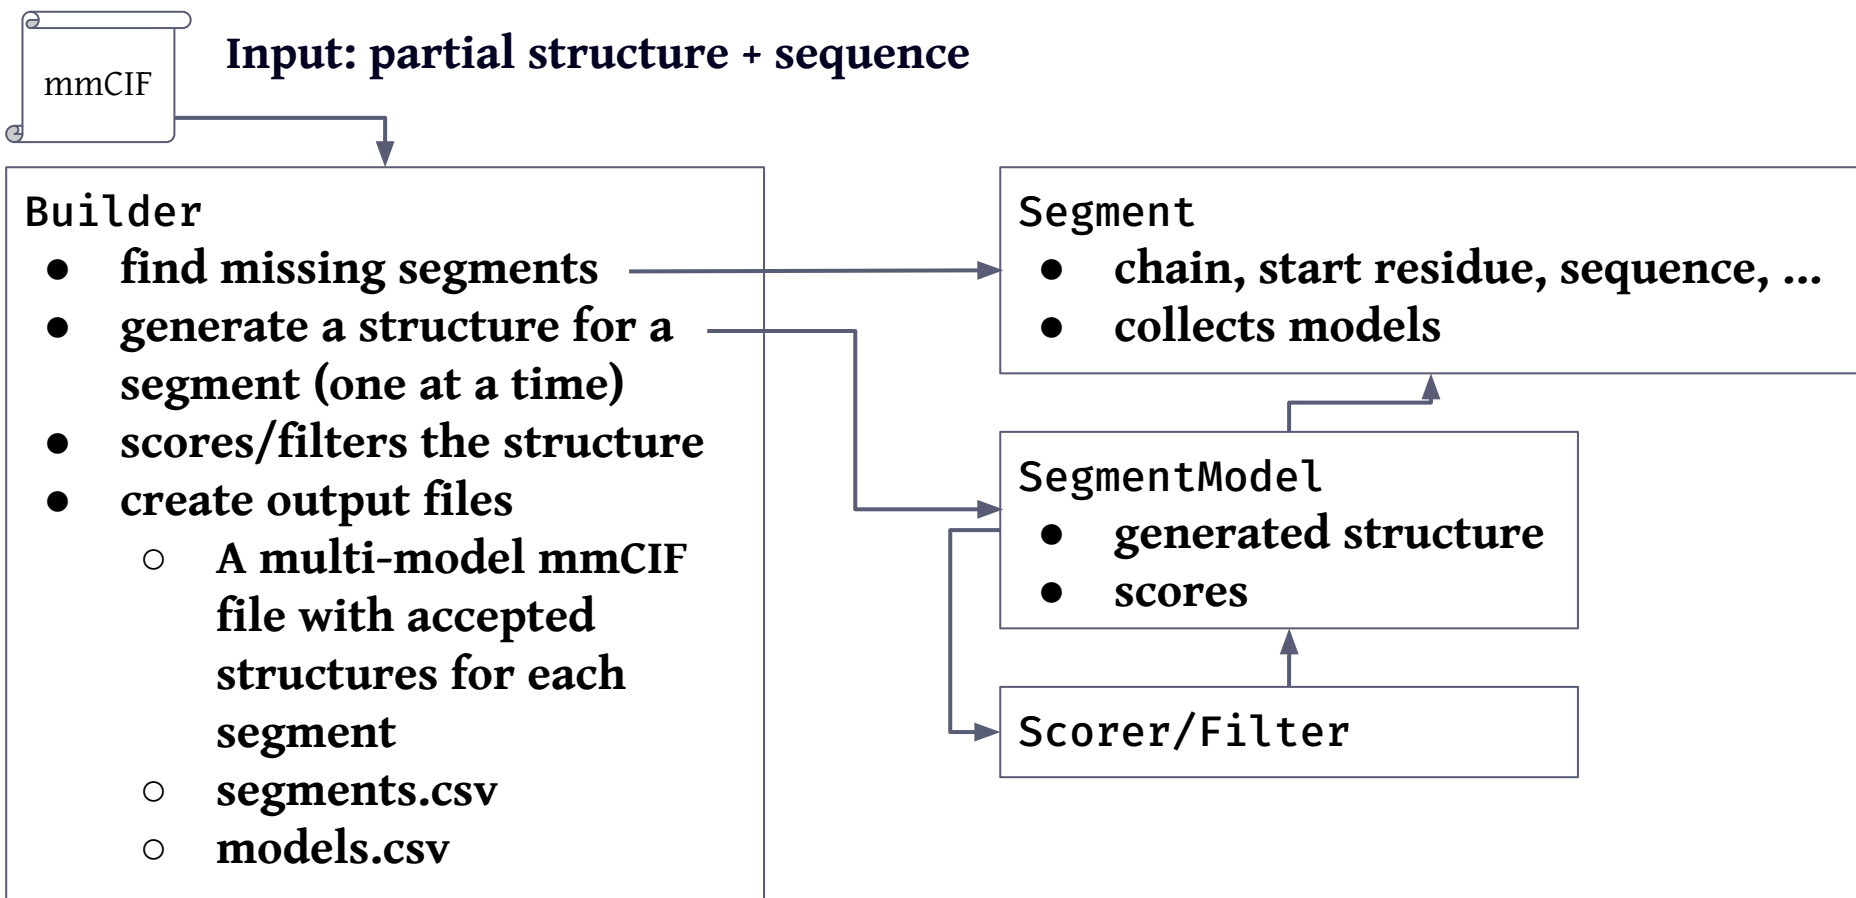 mmCIF
Input: partial structure + sequence
Builder
● find missing segments
● generate a structure for a
segment (one at a time)
● scores/filters the structure
● create output files
○ A multi-model mmCIF
file with accepted
structures for each
segment
○ segments.csv
○ models.csv
Segment
● chain, start residue, sequence, ...
● collects models
SegmentModel
● generated structure
● scores
Scorer/Filter